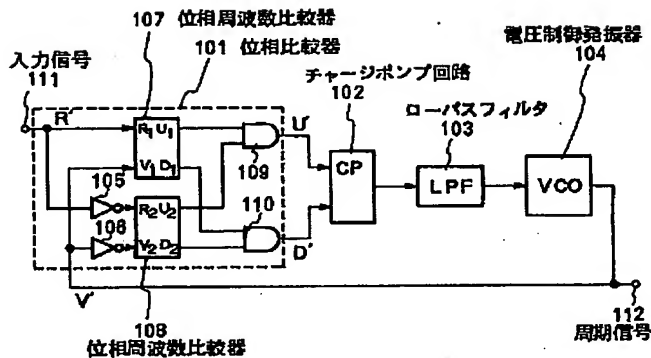 107 位相周波数比較器
101 位相比較器
入力信号
111
R'
R₁ U₁
V₁ D₁
109
U'
チャージポンプ回路
102
CP
ローパスフィルタ
103
LPF
電圧制御発振器
104
VCO
105
106
R₂ U₂
V₂ D₂
110
D'
V'
108
位相周波数比較器
112
周期信号